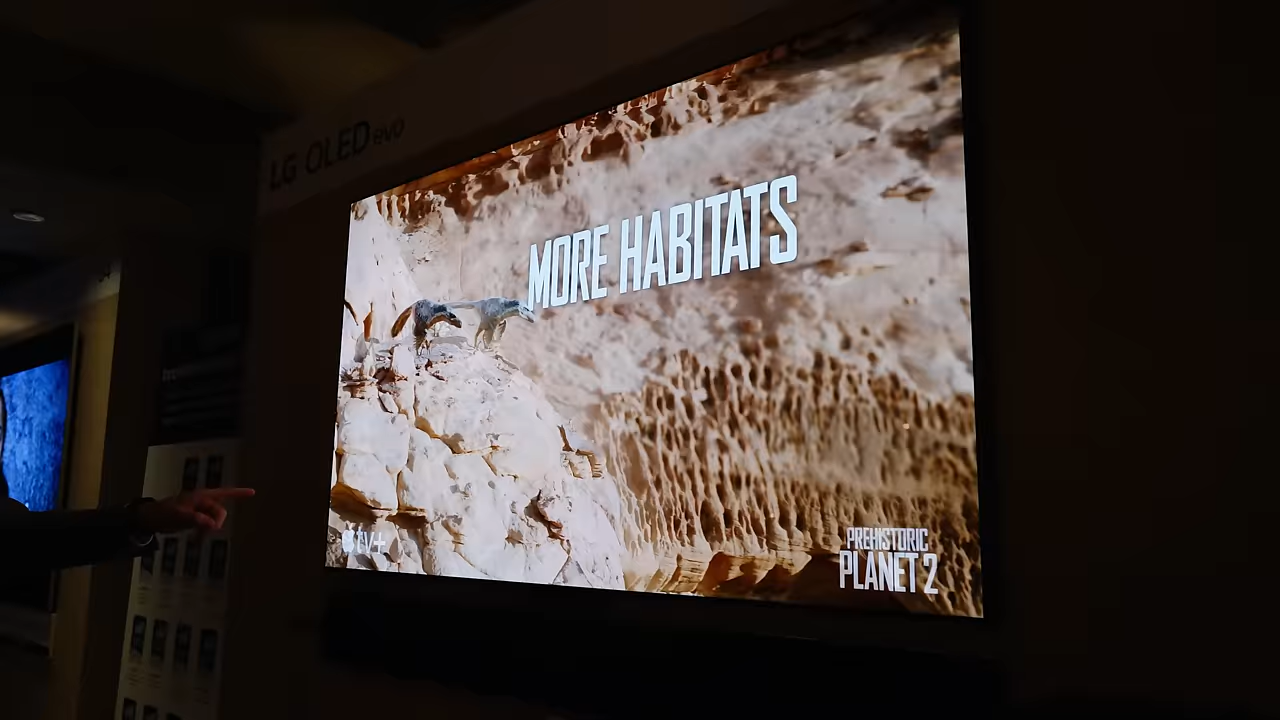 LG OLED evo
MORE HABITATS
tv+
PREHISTORIC
PLANET 2